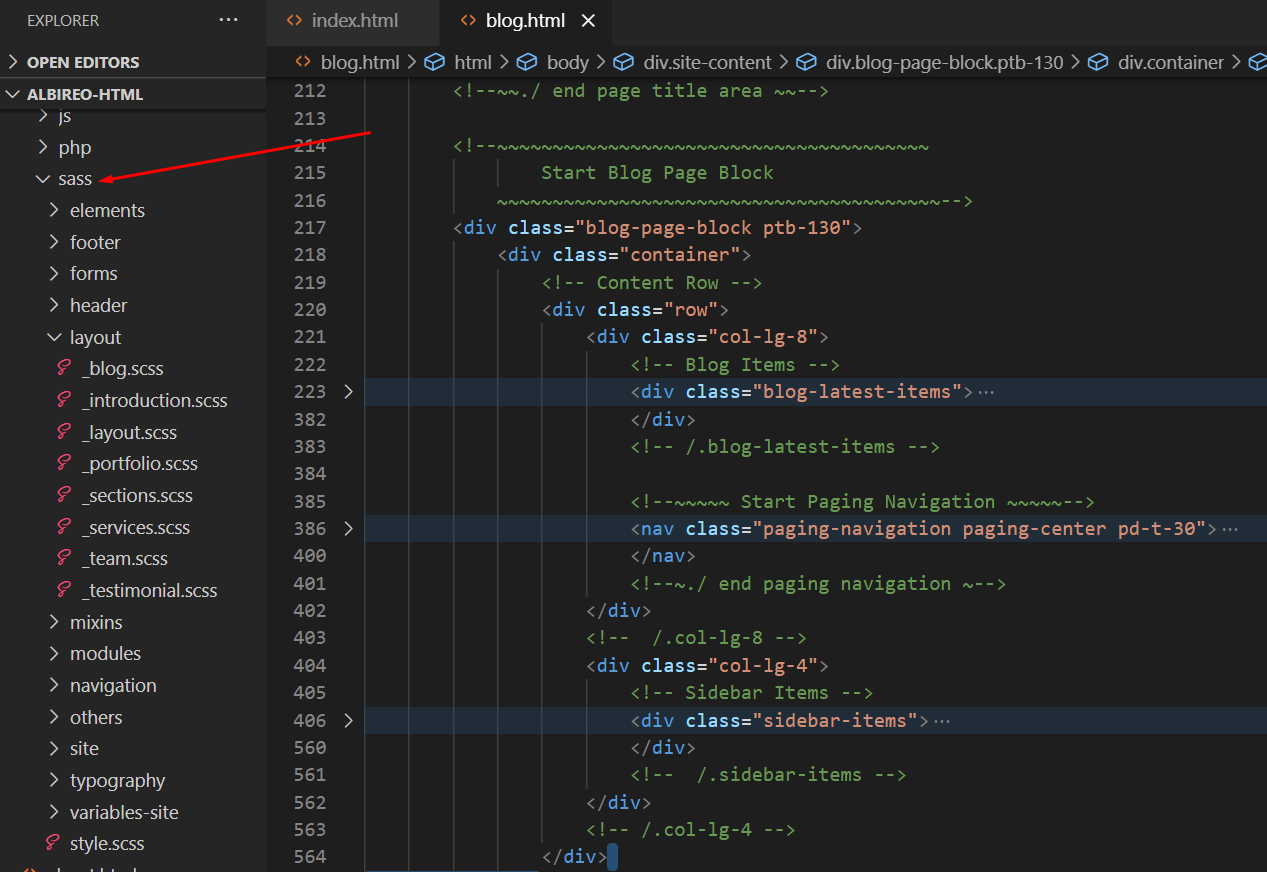 EXPLORER ···
OPEN EDITORS
ALBIREO-HTML
js
php
sass
elements
footer
forms
header
layout
_blog.scss
_introduction.scss
_layout.scss
_portfolio.scss
_sections.scss
_services.scss
_team.scss
_testimonial.scss
mixins
modules
navigation
others
site
typography
variables-site
style.scss
index.html blog.html
blog.html > html > body > div.site-content > div.blog-page-block.ptb-130 > div.container >
212 <!--~~./ end page title area ~~-->
213
214 <!--~~~~~~~~~~~~~~~~~~~~~~~~~~~~~~~~~~~~~~~
215 Start Blog Page Block
216 ~~~~~~~~~~~~~~~~~~~~~~~~~~~~~~~~~~~~~~~~-->
217 <div class="blog-page-block ptb-130">
218 <div class="container">
219 <!-- Content Row -->
220 <div class="row">
221 <div class="col-lg-8">
222 <!-- Blog Items -->
223 <div class="blog-latest-items">···
382 </div>
383 <!-- /.blog-latest-items -->
384
385 <!--~~~~~ Start Paging Navigation ~~~~~-->
386 <nav class="paging-navigation paging-center pd-t-30">···
400 </nav>
401 <!--~./ end paging navigation ~-->
402 </div>
403 <!--  /.col-lg-8 -->
404 <div class="col-lg-4">
405 <!-- Sidebar Items -->
406 <div class="sidebar-items">···
560 </div>
561 <!--  /.sidebar-items -->
562 </div>
563 <!-- /.col-lg-4 -->
564 </div>